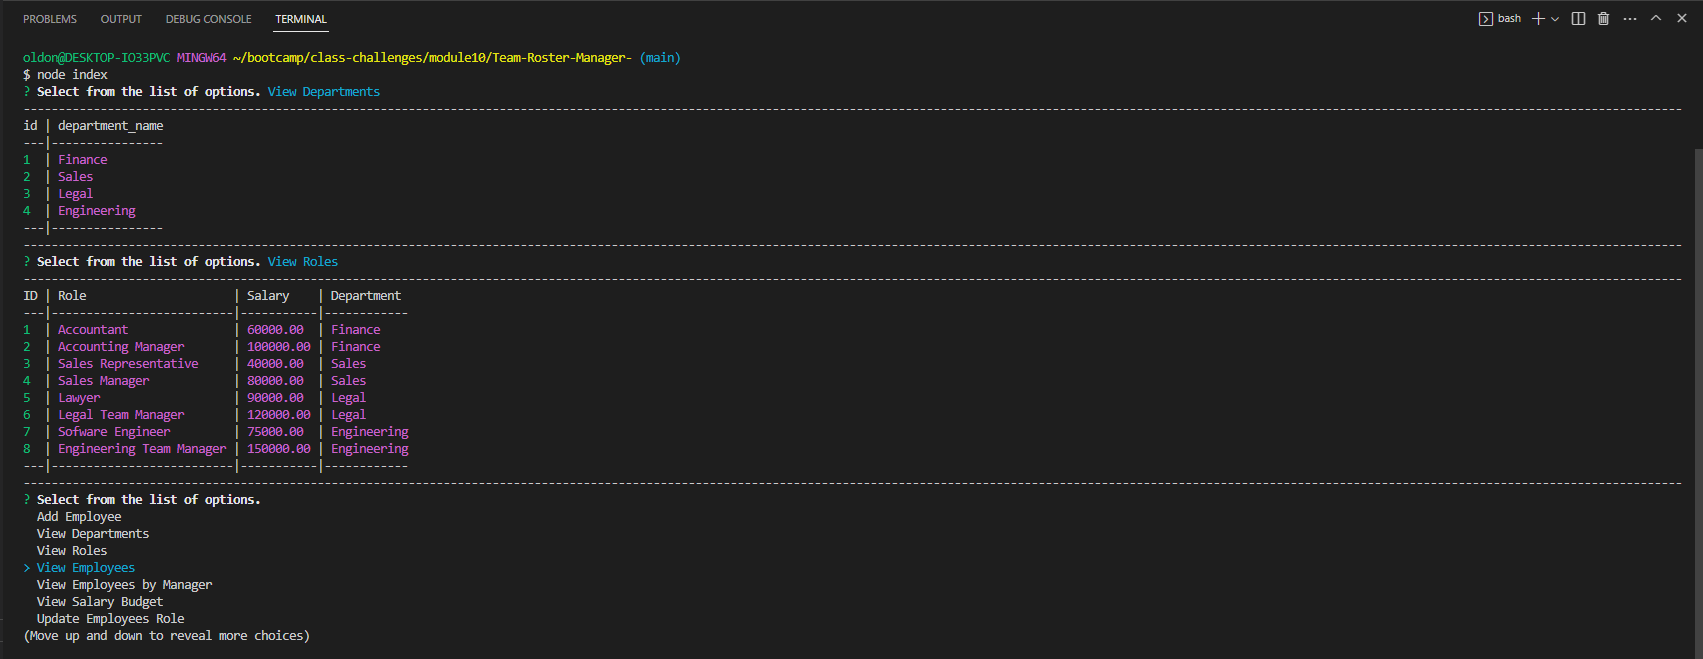 PROBLEMS OUTPUT DEBUG CONSOLE TERMINAL bash
oldon@DESKTOP-IO33PVC MINGW64 ~/bootcamp/class-challenges/module10/Team-Roster-Manager- (main)
$ node index
? Select from the list of options. View Departments
id | department_name
---|----------------
1 | Finance
2 | Sales
3 | Legal
4 | Engineering
---|----------------
? Select from the list of options. View Roles
ID | Role | Salary | Department
---|--------------------------|-----------|------------
1 | Accountant | 60000.00 | Finance
2 | Accounting Manager | 100000.00 | Finance
3 | Sales Representative | 40000.00 | Sales
4 | Sales Manager | 80000.00 | Sales
5 | Lawyer | 90000.00 | Legal
6 | Legal Team Manager | 120000.00 | Legal
7 | Sofware Engineer | 75000.00 | Engineering
8 | Engineering Team Manager | 150000.00 | Engineering
---|--------------------------|-----------|------------
? Select from the list of options.
Add Employee
View Departments
View Roles
> View Employees
View Employees by Manager
View Salary Budget
Update Employees Role
(Move up and down to reveal more choices)